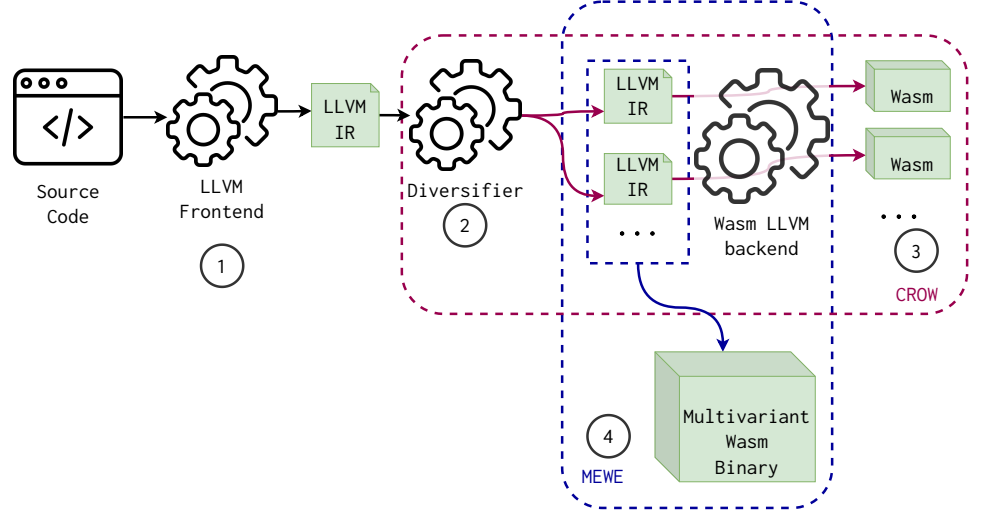 </>
Source
Code
LLVM
Frontend
1
LLVM
IR
Diversifier
2
LLVM
IR
LLVM
IR
...
Wasm LLVM
backend
Wasm
Wasm
...
3
CROW
Multivariant
Wasm
Binary
4
MEWE